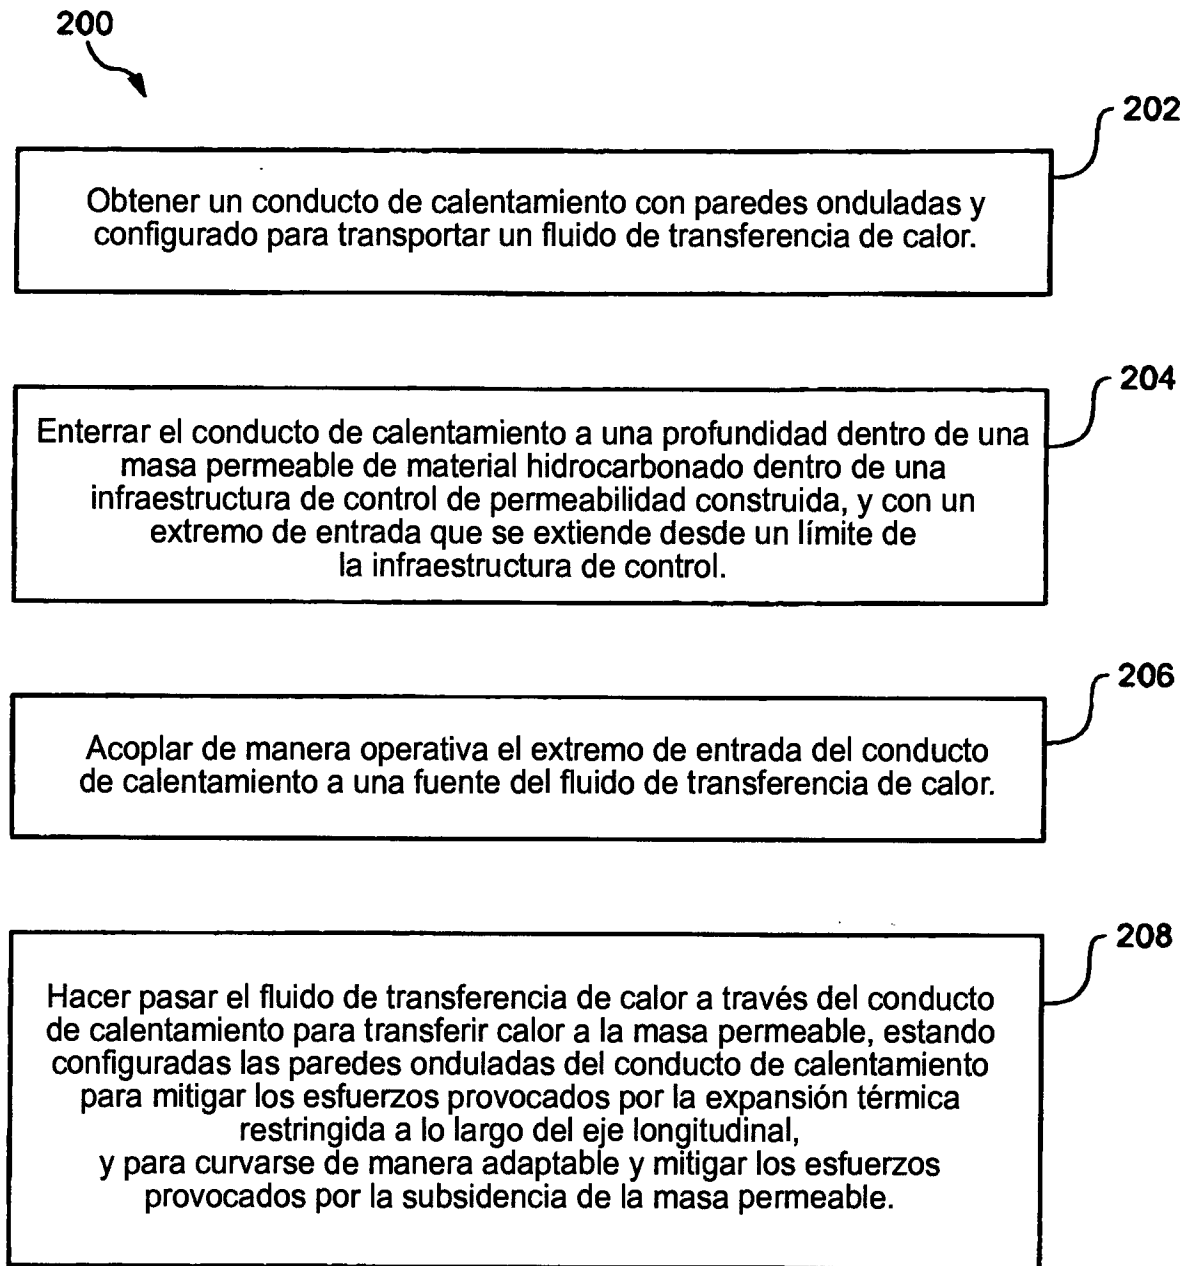 200
202
Obtener un conducto de calentamiento con paredes onduladas y
configurado para transportar un fluido de transferencia de calor.
204
Enterrar el conducto de calentamiento a una profundidad dentro de una
masa permeable de material hidrocarbonado dentro de una
infraestructura de control de permeabilidad construida, y con un
extremo de entrada que se extiende desde un límite de
la infraestructura de control.
206
Acoplar de manera operativa el extremo de entrada del conducto
de calentamiento a una fuente del fluido de transferencia de calor.
208
Hacer pasar el fluido de transferencia de calor a través del conducto
de calentamiento para transferir calor a la masa permeable, estando
configuradas las paredes onduladas del conducto de calentamiento
para mitigar los esfuerzos provocados por la expansión térmica
restringida a lo largo del eje longitudinal,
y para curvarse de manera adaptable y mitigar los esfuerzos
provocados por la subsidencia de la masa permeable.